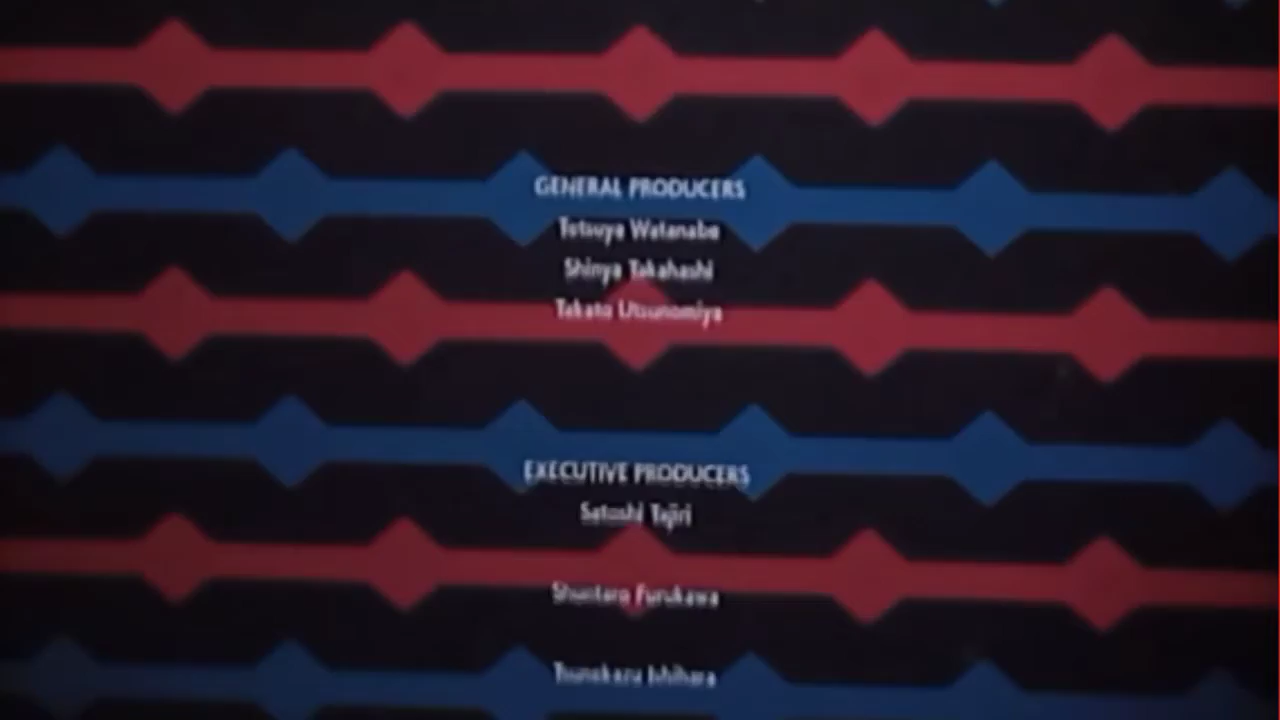 GENERAL PRODUCERS
Tetsuya Watanabe
Shinya Takahashi
Takato Utsunomiya
EXECUTIVE PRODUCERS
Satoshi Tajiri
Shuntaro Furukawa
Tsunekazu Ishihara